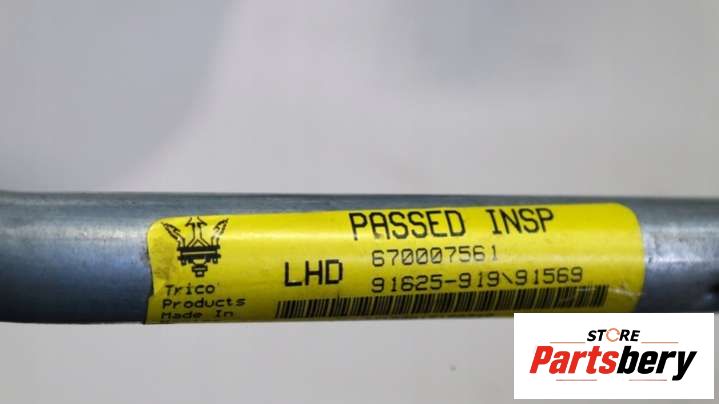 PASSED INSP
LHD 670007561
91625-919\91569
Trico
Products
Made In
STORE
Partsbery